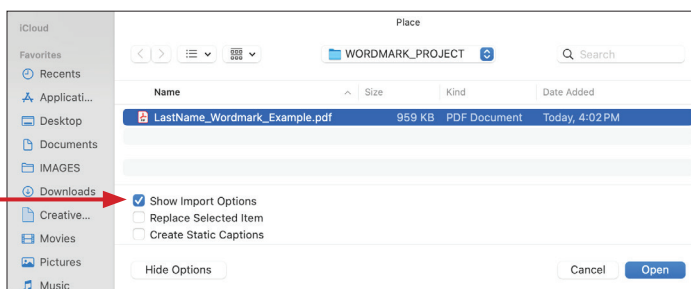 Place
iCloud
Favorites
Recents
Applicati...
Desktop
Documents
IMAGES
Downloads
Creative...
Movies
Pictures
Music
WORDMARK_PROJECT
Search
Name Size Kind Date Added
LastName_Wordmark_Example.pdf 959 KB PDF Document Today, 4:02 PM
Show Import Options
Replace Selected Item
Create Static Captions
Hide Options Cancel Open